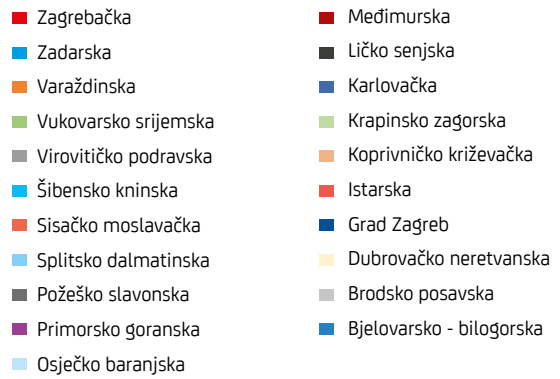 Zagrebačka
Zadarska
Varaždinska
Vukovarsko srijemska
Virovitičko podravska
Šibensko kninska
Sisačko moslavačka
Splitsko dalmatinska
Požeško slavonska
Primorsko goranska
Osječko baranjska
Međimurska
Ličko senjska
Karlovačka
Krapinsko zagorska
Koprivničko križevačka
Istarska
Grad Zagreb
Dubrovačko neretvanska
Brodsko posavska
Bjelovarsko - bilogorska